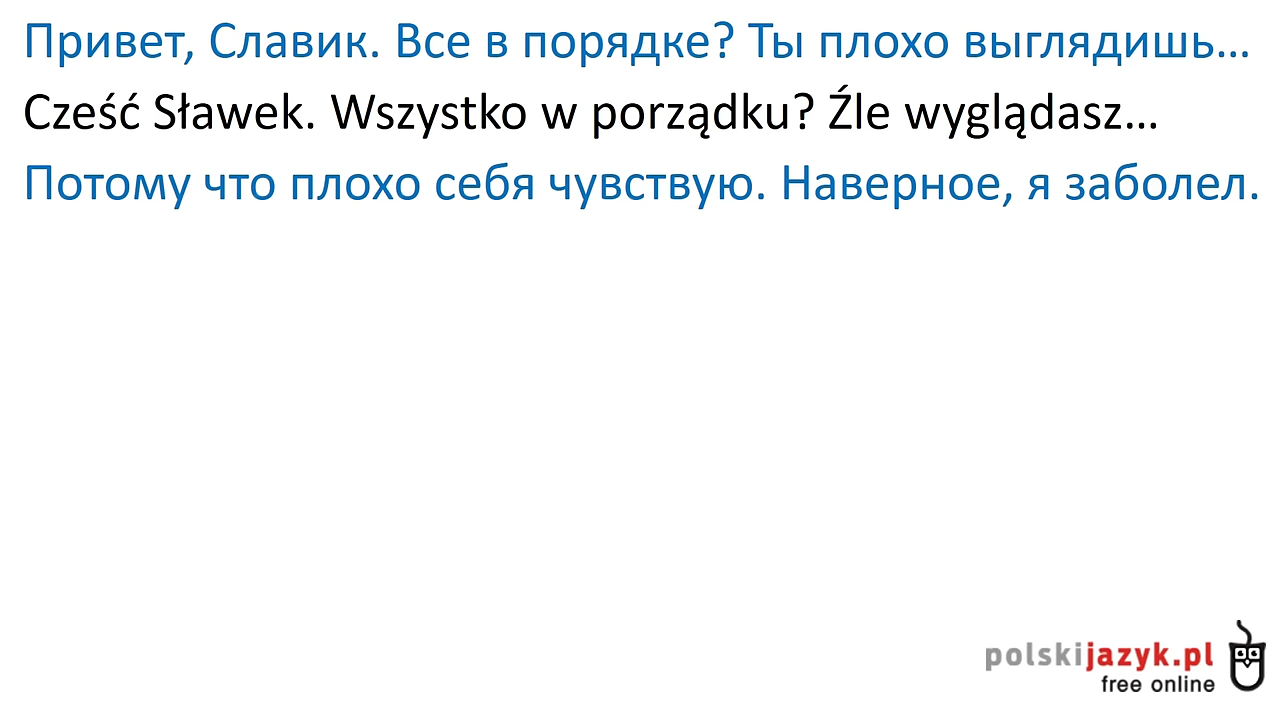 Привет, Славик. Все в порядке? Ты плохо выглядишь…
Cześć Sławek. Wszystko w porządku? Źle wyglądasz…
Потому что плохо себя чувствую. Наверное, я заболел.
polskijazyk.pl
free online